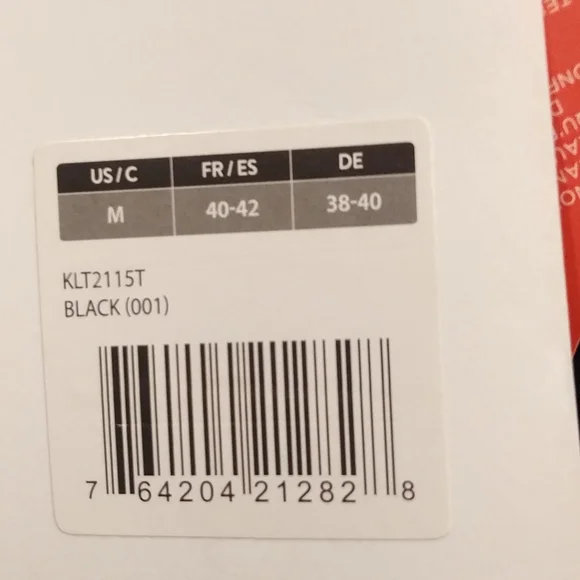 US/C FR/ES DE
M 40-42 38-40
KLT2115T
BLACK (001)
7 64204 21282 8